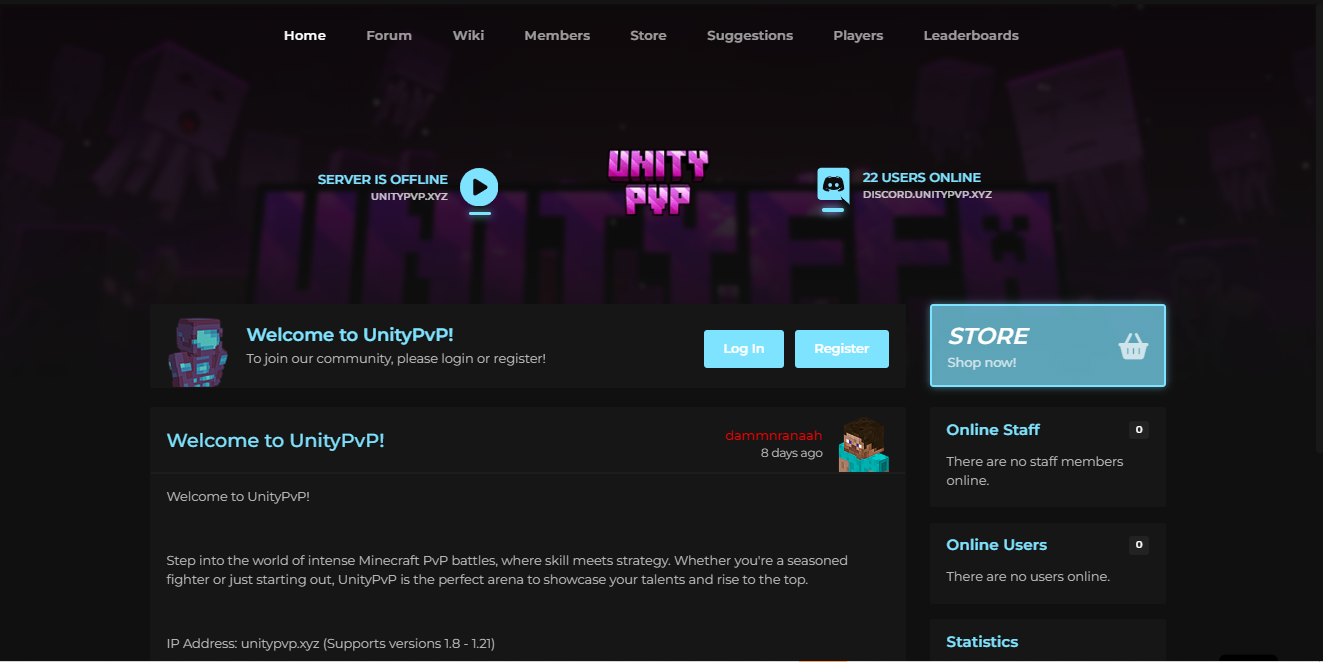 Home Forum Wiki Members Store Suggestions Players Leaderboards
SERVER IS OFFLINE
UNITYPVP.XYZ
UNITY
PVP
22 USERS ONLINE
DISCORD.UNITYPVP.XYZ
UNITYFFA
Welcome to UnityPvP!
To join our community, please login or register!
Log In
Register
STORE
Shop now!
Welcome to UnityPvP!
dammnranaah
8 days ago
Welcome to UnityPvP!
Step into the world of intense Minecraft PvP battles, where skill meets strategy. Whether you're a seasoned
fighter or just starting out, UnityPvP is the perfect arena to showcase your talents and rise to the top.
IP Address: unitypvp.xyz (Supports versions 1.8 - 1.21)
Online Staff 0
There are no staff members
online.
Online Users 0
There are no users online.
Statistics